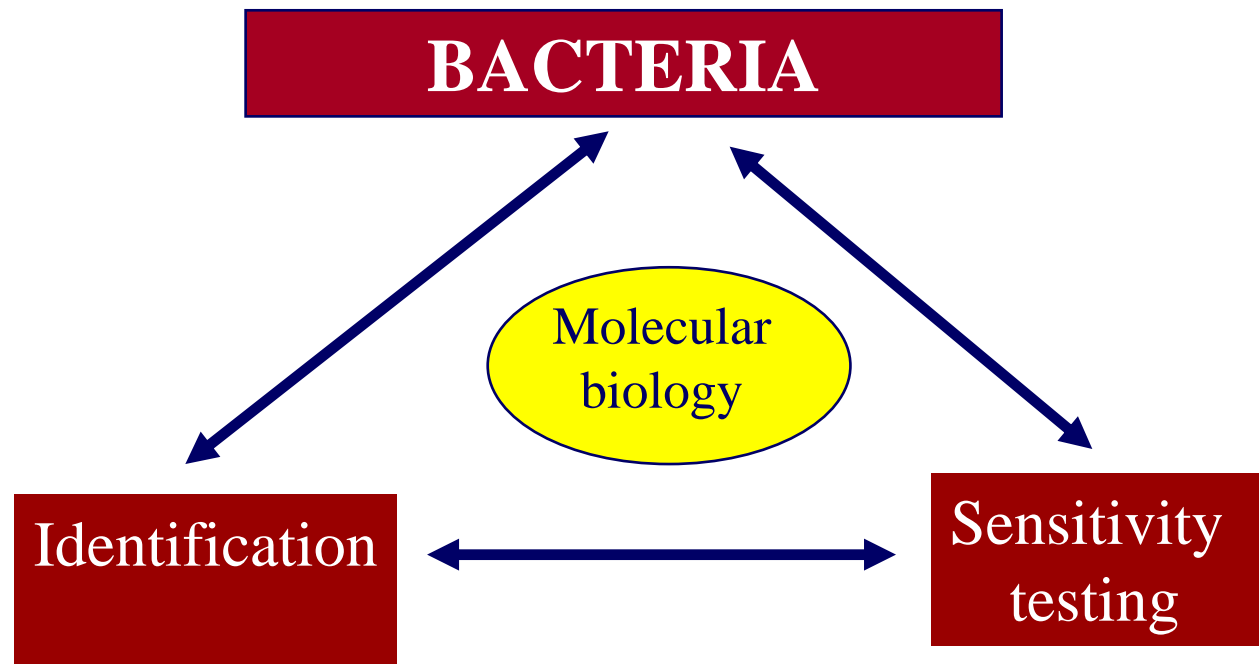 BACTERIA
Molecular
biology
Identification
Sensitivity
testing